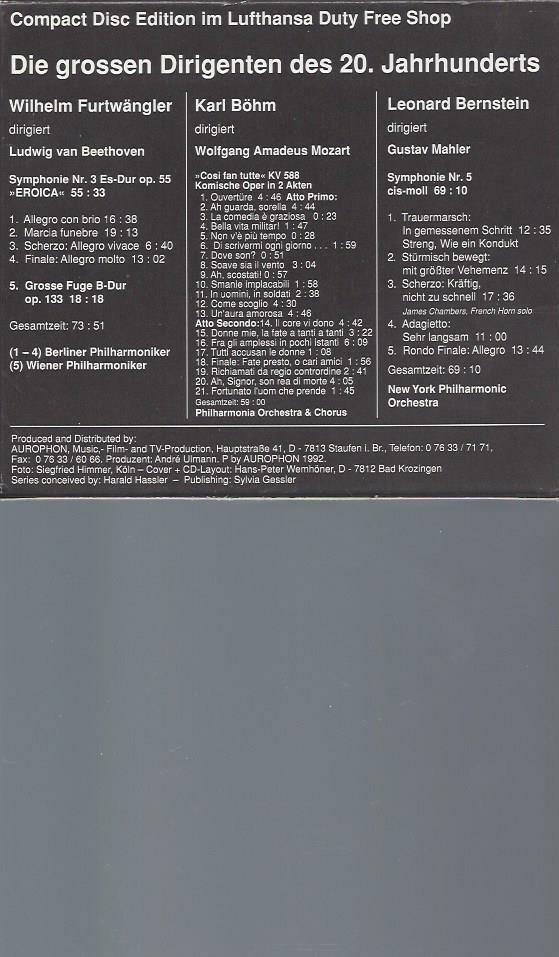 Compact Disc Edition im Lufthansa Duty Free Shop
Die grossen Dirigenten des 20. Jahrhunderts
Wilhelm Furtwängler
dirigiert
Ludwig van Beethoven
Symphonie Nr. 3 Es-Dur op. 55
»EROICA« 55 : 33
1. Allegro con brio 16 : 38
2. Marcia funebre 19 : 13
3. Scherzo: Allegro vivace 6 : 40
4. Finale: Allegro molto 13 : 02
5. Grosse Fuge B-Dur
op. 133 18 : 18
Gesamtzeit: 73 : 51
(1 – 4) Berliner Philharmoniker
(5) Wiener Philharmoniker
Karl Böhm
dirigiert
Wolfgang Amadeus Mozart
»Cosi fan tutte« KV 588
Komische Oper in 2 Akten
1. Ouvertüre 4 : 46 Atto Primo:
2. Ah guarda, sorella 4 : 44
3. La comedia è graziosa 0 : 23
4. Bella vita militar! 1 : 47
5. Non v'è più tempo 0 : 28
6. Di scrivermi ogni giorno . . . 1 : 59
7. Dove son? 0 : 51
8. Soave sia il vento 3 : 04
9. Ah, scostati! 0 : 57
10. Smanie implacabili 1 : 58
11. In uomini, in soldati 2 : 38
12. Come scoglio 4 : 30
13. Un'aura amorosa 4 : 46
Atto Secondo: 14. Il core vi dono 4 : 42
15. Donne mie, la fate a tanti a tanti 3 : 22
16. Fra gli amplessi in pochi istanti 6 : 09
17. Tutti accusan le donne 1 : 08
18. Finale: Fate presto, o cari amici 1 : 56
19. Richiamati da regio contrordine 2 : 41
20. Ah, Signor, son rea di morte 4 : 05
21. Fortunato l'uom che prende 1 : 45
Gesamtzeit: 59 : 00
Philharmonia Orchestra & Chorus
Leonard Bernstein
dirigiert
Gustav Mahler
Symphonie Nr. 5
cis-moll 69 : 10
1. Trauermarsch:
In gemessenem Schritt 12 : 35
Streng, Wie ein Kondukt
2. Stürmisch bewegt:
mit größter Vehemenz 14 : 15
3. Scherzo: Kräftig,
nicht zu schnell 17 : 36
James Chambers, French Horn solo
4. Adagietto:
Sehr langsam 11 : 00
5. Rondo Finale: Allegro 13 : 44
Gesamtzeit: 69 : 10
New York Philharmonic
Orchestra
Produced and Distributed by:
AUROPHON, Music,- Film- and TV-Production, Hauptstraße 41, D - 7813 Staufen i. Br., Telefon: 0 76 33 / 71 71,
Fax: 0 76 33 / 60 66. Produzent: André Ulmann. P by AUROPHON 1992.
Foto: Siegfried Himmer, Köln – Cover + CD-Layout: Hans-Peter Wemhöner, D - 7812 Bad Krozingen
Series conceived by: Harald Hassler – Publishing: Sylvia Gessler